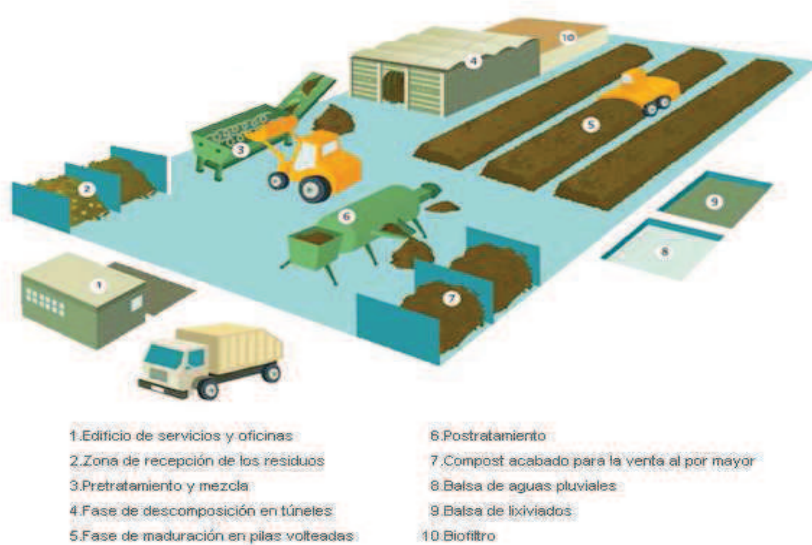 10
4
5
3
2
6
9
8
7
1
1.Edificio de servicios y oficinas
2.Zona de recepción de los residuos
3.Pretratamiento y mezcla
4.Fase de descomposición en túneles
5.Fase de maduración en pilas volteadas
6.Postratamiento
7.Compost acabado para la venta al por mayor
8.Balsa de aguas pluviales
9.Balsa de lixiviados
10.Biofiltro